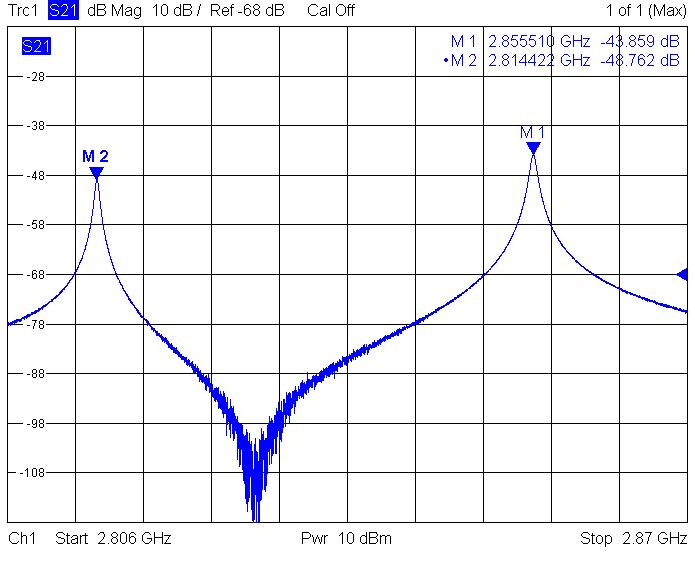 Trc1 S21 dB Mag 10 dB / Ref -68 dB Cal Off 1 of 1 (Max)
S21
M 1 2.855510 GHz -43.859 dB
•M 2 2.814422 GHz -48.762 dB
-28
-38
M 1
M 2
-48
-58
-68
-78
-88
-98
-108
Ch1 Start 2.806 GHz Pwr 10 dBm Stop 2.87 GHz